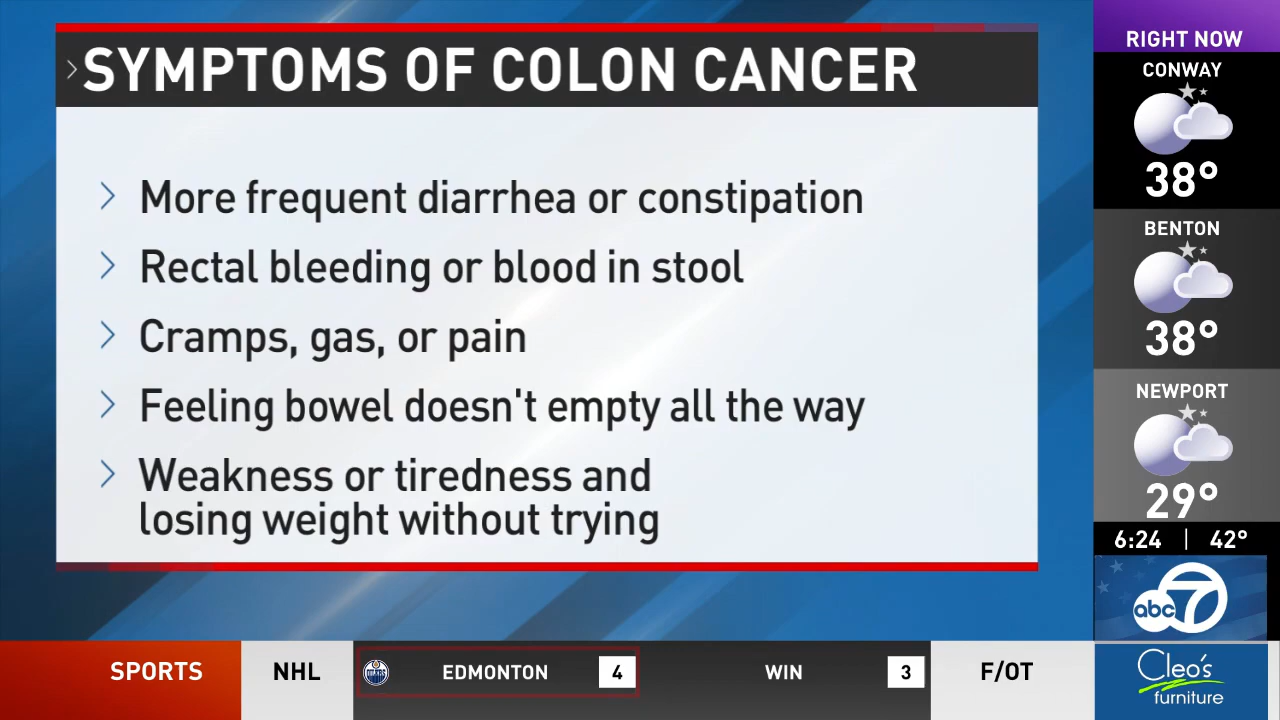 SYMPTOMS OF COLON CANCER
More frequent diarrhea or constipation
Rectal bleeding or blood in stool
Cramps, gas, or pain
Feeling bowel doesn't empty all the way
Weakness or tiredness and
losing weight without trying
RIGHT NOW
CONWAY
38°
BENTON
38°
NEWPORT
29°
6:24 | 42°
abc 7
SPORTS NHL EDMONTON 4 WIN 3 F/OT
Cleo's
furniture